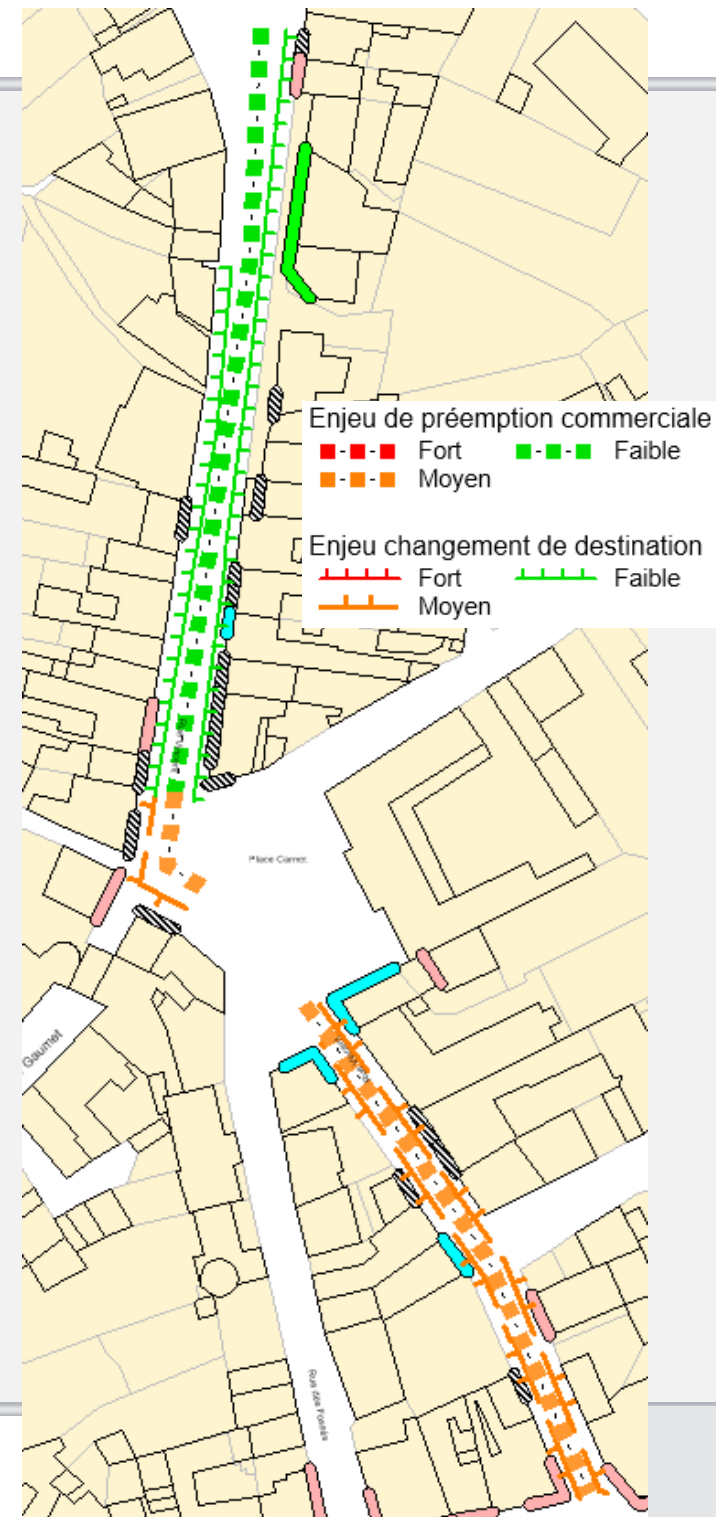 Enjeu de préemption commerciale
Fort Faible
Moyen
Enjeu changement de destination
Fort Faible
Moyen
Place Carnot
Gaumet
Rue des Fossés